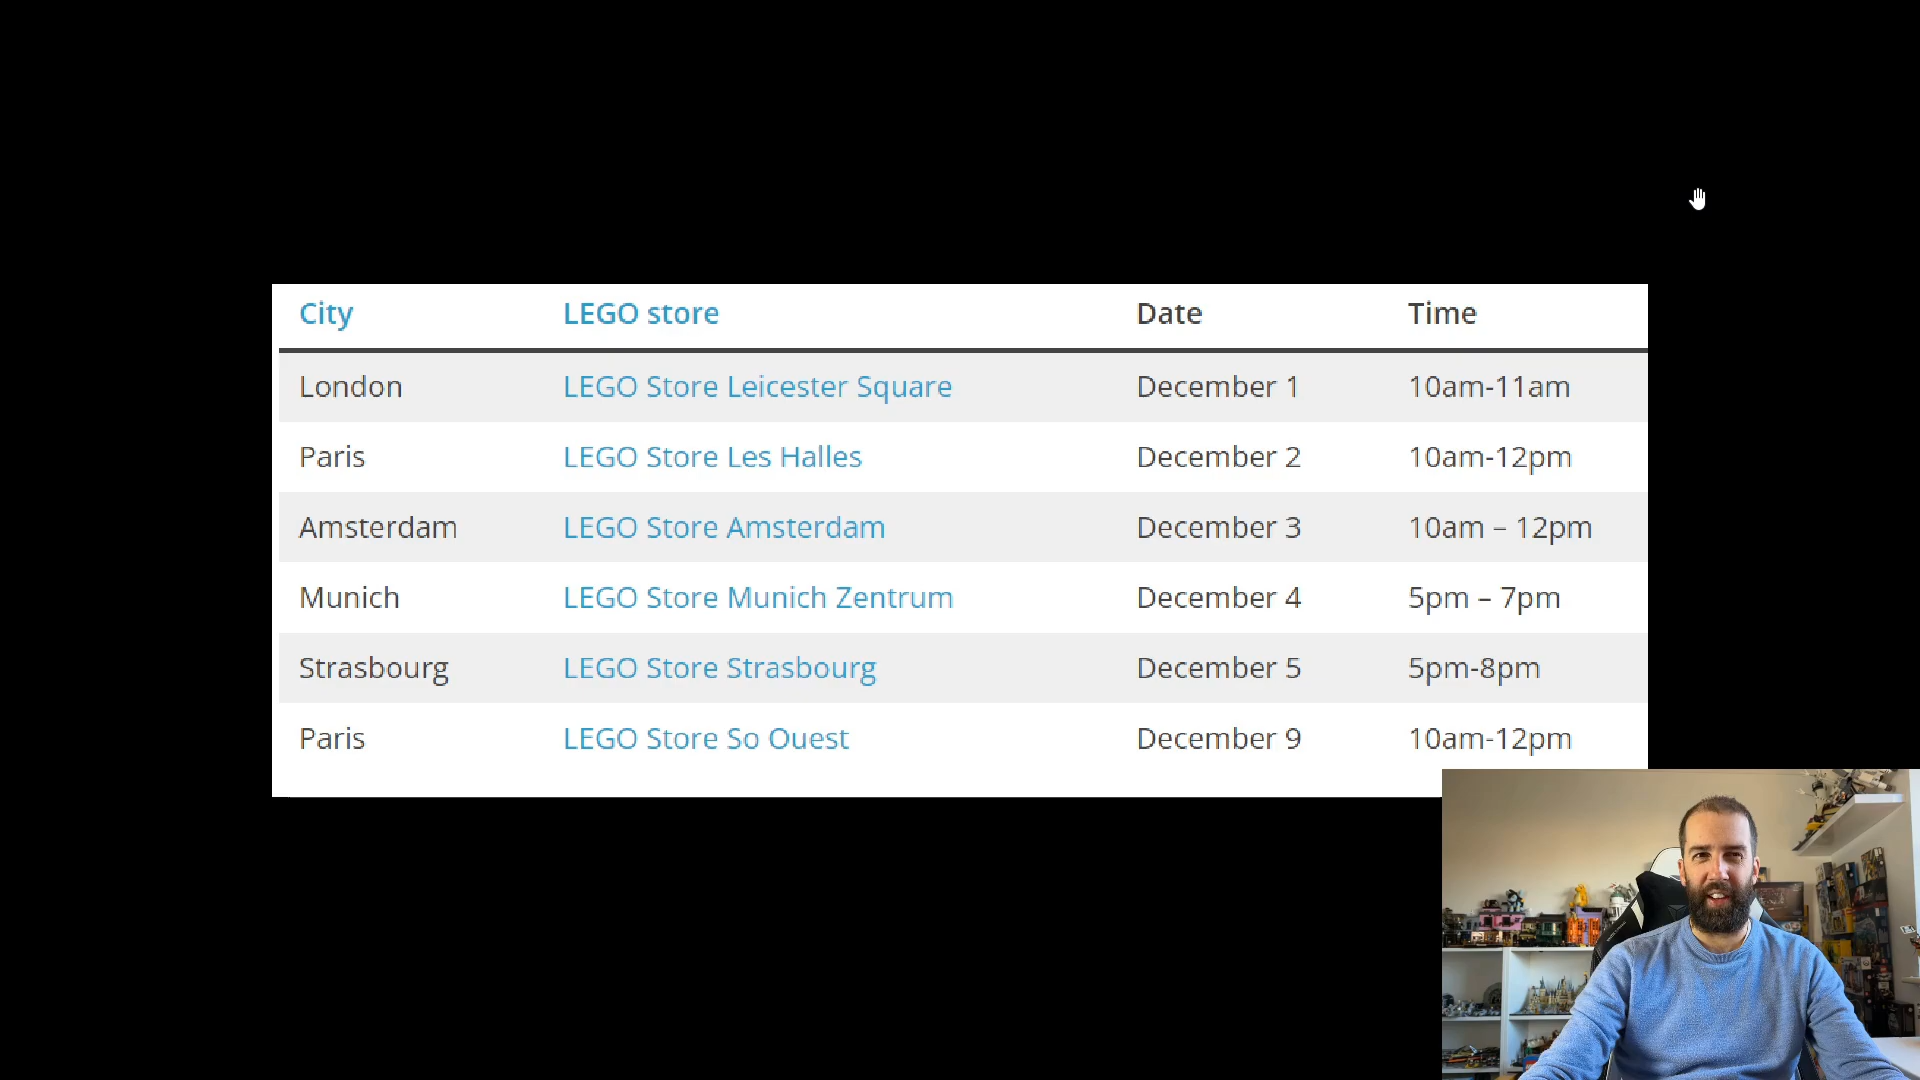 City LEGO store Date Time
London LEGO Store Leicester Square December 1 10am-11am
Paris LEGO Store Les Halles December 2 10am-12pm
Amsterdam LEGO Store Amsterdam December 3 10am – 12pm
Munich LEGO Store Munich Zentrum December 4 5pm – 7pm
Strasbourg LEGO Store Strasbourg December 5 5pm-8pm
Paris LEGO Store So Ouest December 9 10am-12pm